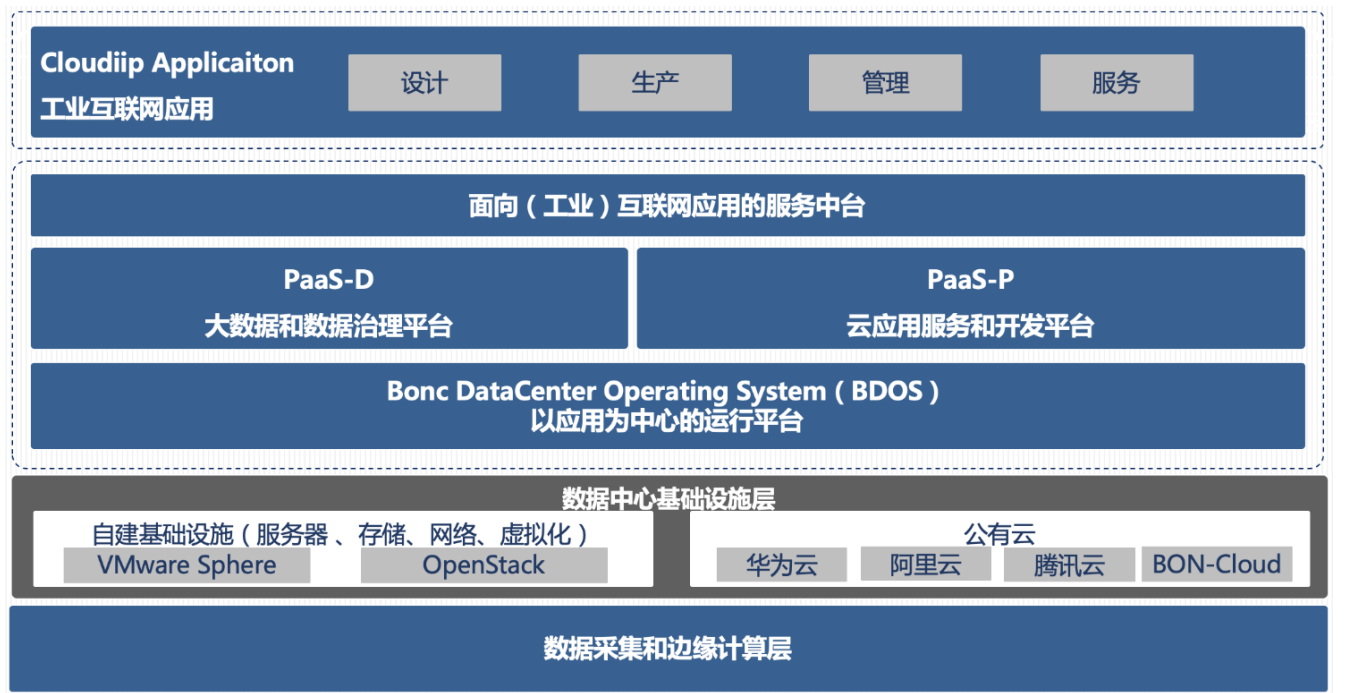 Cloudiip Applicaiton
工业互联网应用
设计
生产
管理
服务
面向（工业）互联网应用的服务中台
PaaS-D
大数据和数据治理平台
PaaS-P
云应用服务和开发平台
Bonc DataCenter Operating System（BDOS）
以应用为中心的运行平台
数据中心基础设施层
自建基础设施（服务器 、存储、网络、虚拟化）
VMware Sphere
OpenStack
公有云
华为云
阿里云
腾讯云
BON-Cloud
数据采集和边缘计算层